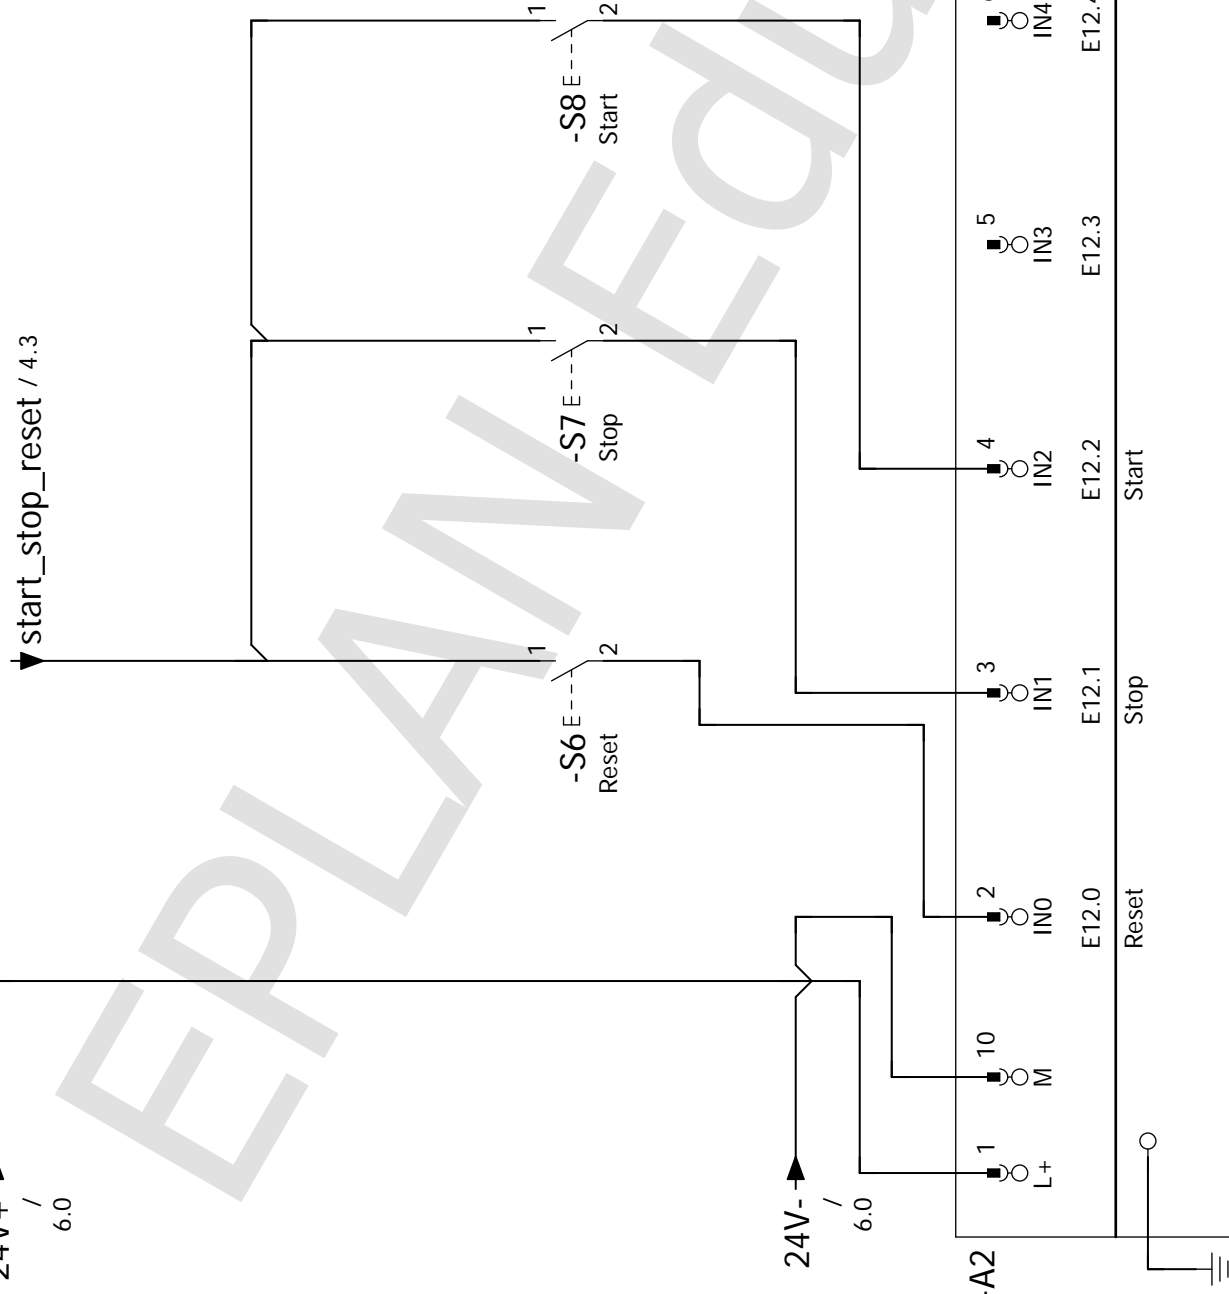 start_stop_reset / 4.3
1
2
-S8
Start
1
2
-S7
Stop
1
2
-S6
Reset
24V+
/
6.0
24V-
/
6.0
-A2
1
L+
10
M
2
IN0
E12.0
Reset
3
IN1
E12.1
Stop
4
IN2
E12.2
Start
5
IN3
E12.3
IN4
E12.4
EPLAN Edu